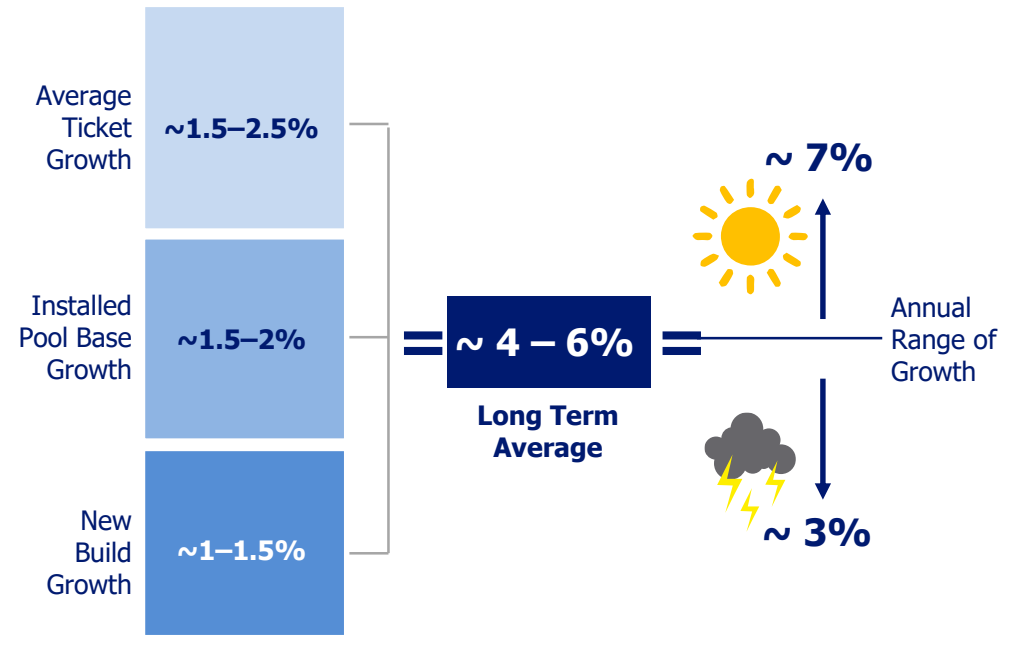 Average
Ticket
Growth
~1.5–2.5%
Installed
Pool Base
Growth
~1.5–2%
New
Build
Growth
~1–1.5%
=
~ 4 – 6%
Long Term
Average
=
~ 7%
Annual
Range of
Growth
~ 3%